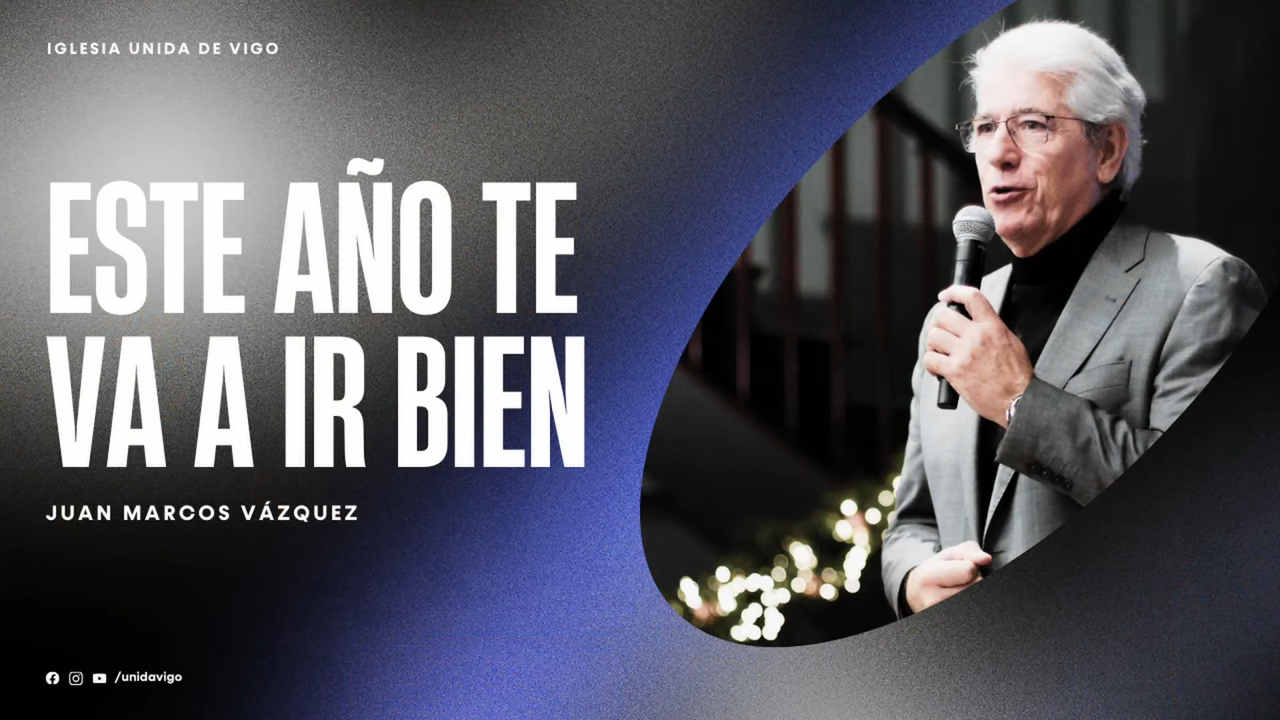 IGLESIA UNIDA DE VIGO
ESTE AÑO TE
VA A IR BIEN
JUAN MARCOS VÁZQUEZ
/unidavigo